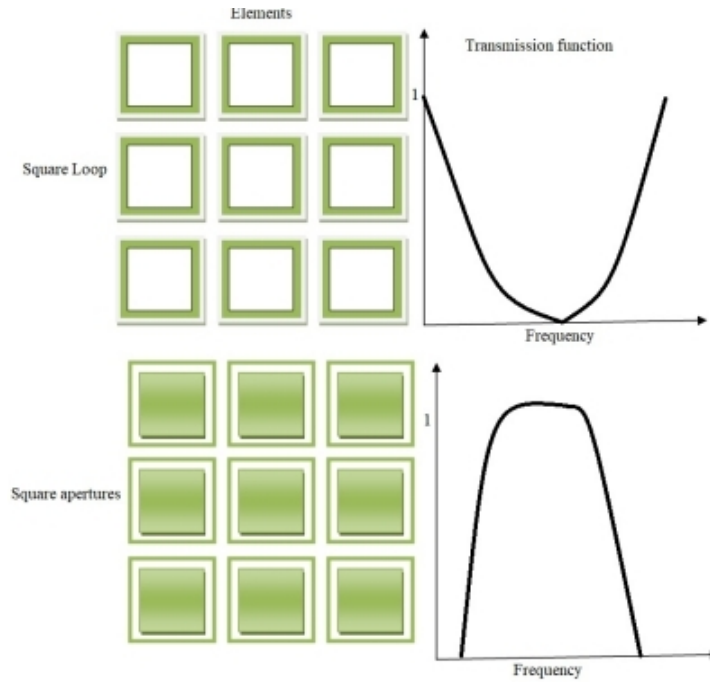 Elements
Transmission function
1
Square Loop
Frequency
1
Square apertures
Frequency